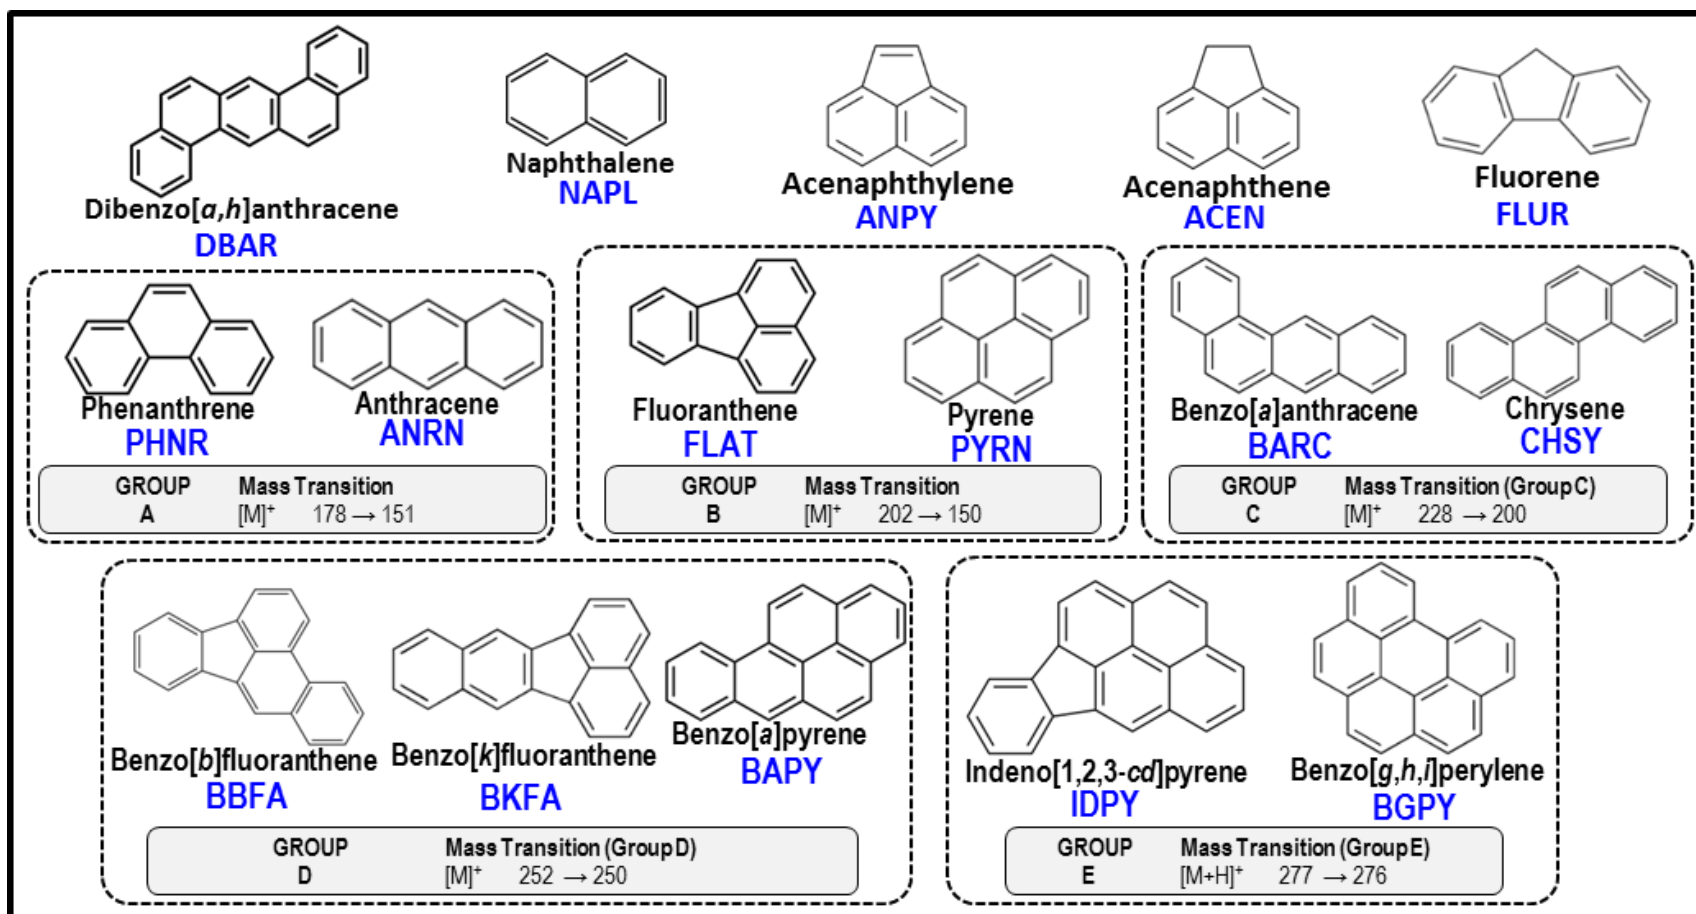 Dibenzo[a,h]anthracene
DBAR
Naphthalene
NAPL
Acenaphthylene
ANPY
Acenaphthene
ACEN
Fluorene
FLUR
Phenanthrene
PHNR
Anthracene
ANRN
GROUP Mass Transition
A [M]⁺ 178 → 151
Fluoranthene
FLAT
Pyrene
PYRN
GROUP Mass Transition
B [M]⁺ 202 → 150
Benzo[a]anthracene
BARC
Chrysene
CHSY
GROUP Mass Transition (Group C)
C [M]⁺ 228 → 200
Benzo[b]fluoranthene
BBFA
Benzo[k]fluoranthene
BKFA
Benzo[a]pyrene
BAPY
GROUP Mass Transition (Group D)
D [M]⁺ 252 → 250
Indeno[1,2,3-cd]pyrene
IDPY
Benzo[g,h,i]perylene
BGPY
GROUP Mass Transition (Group E)
E [M+H]⁺ 277 → 276